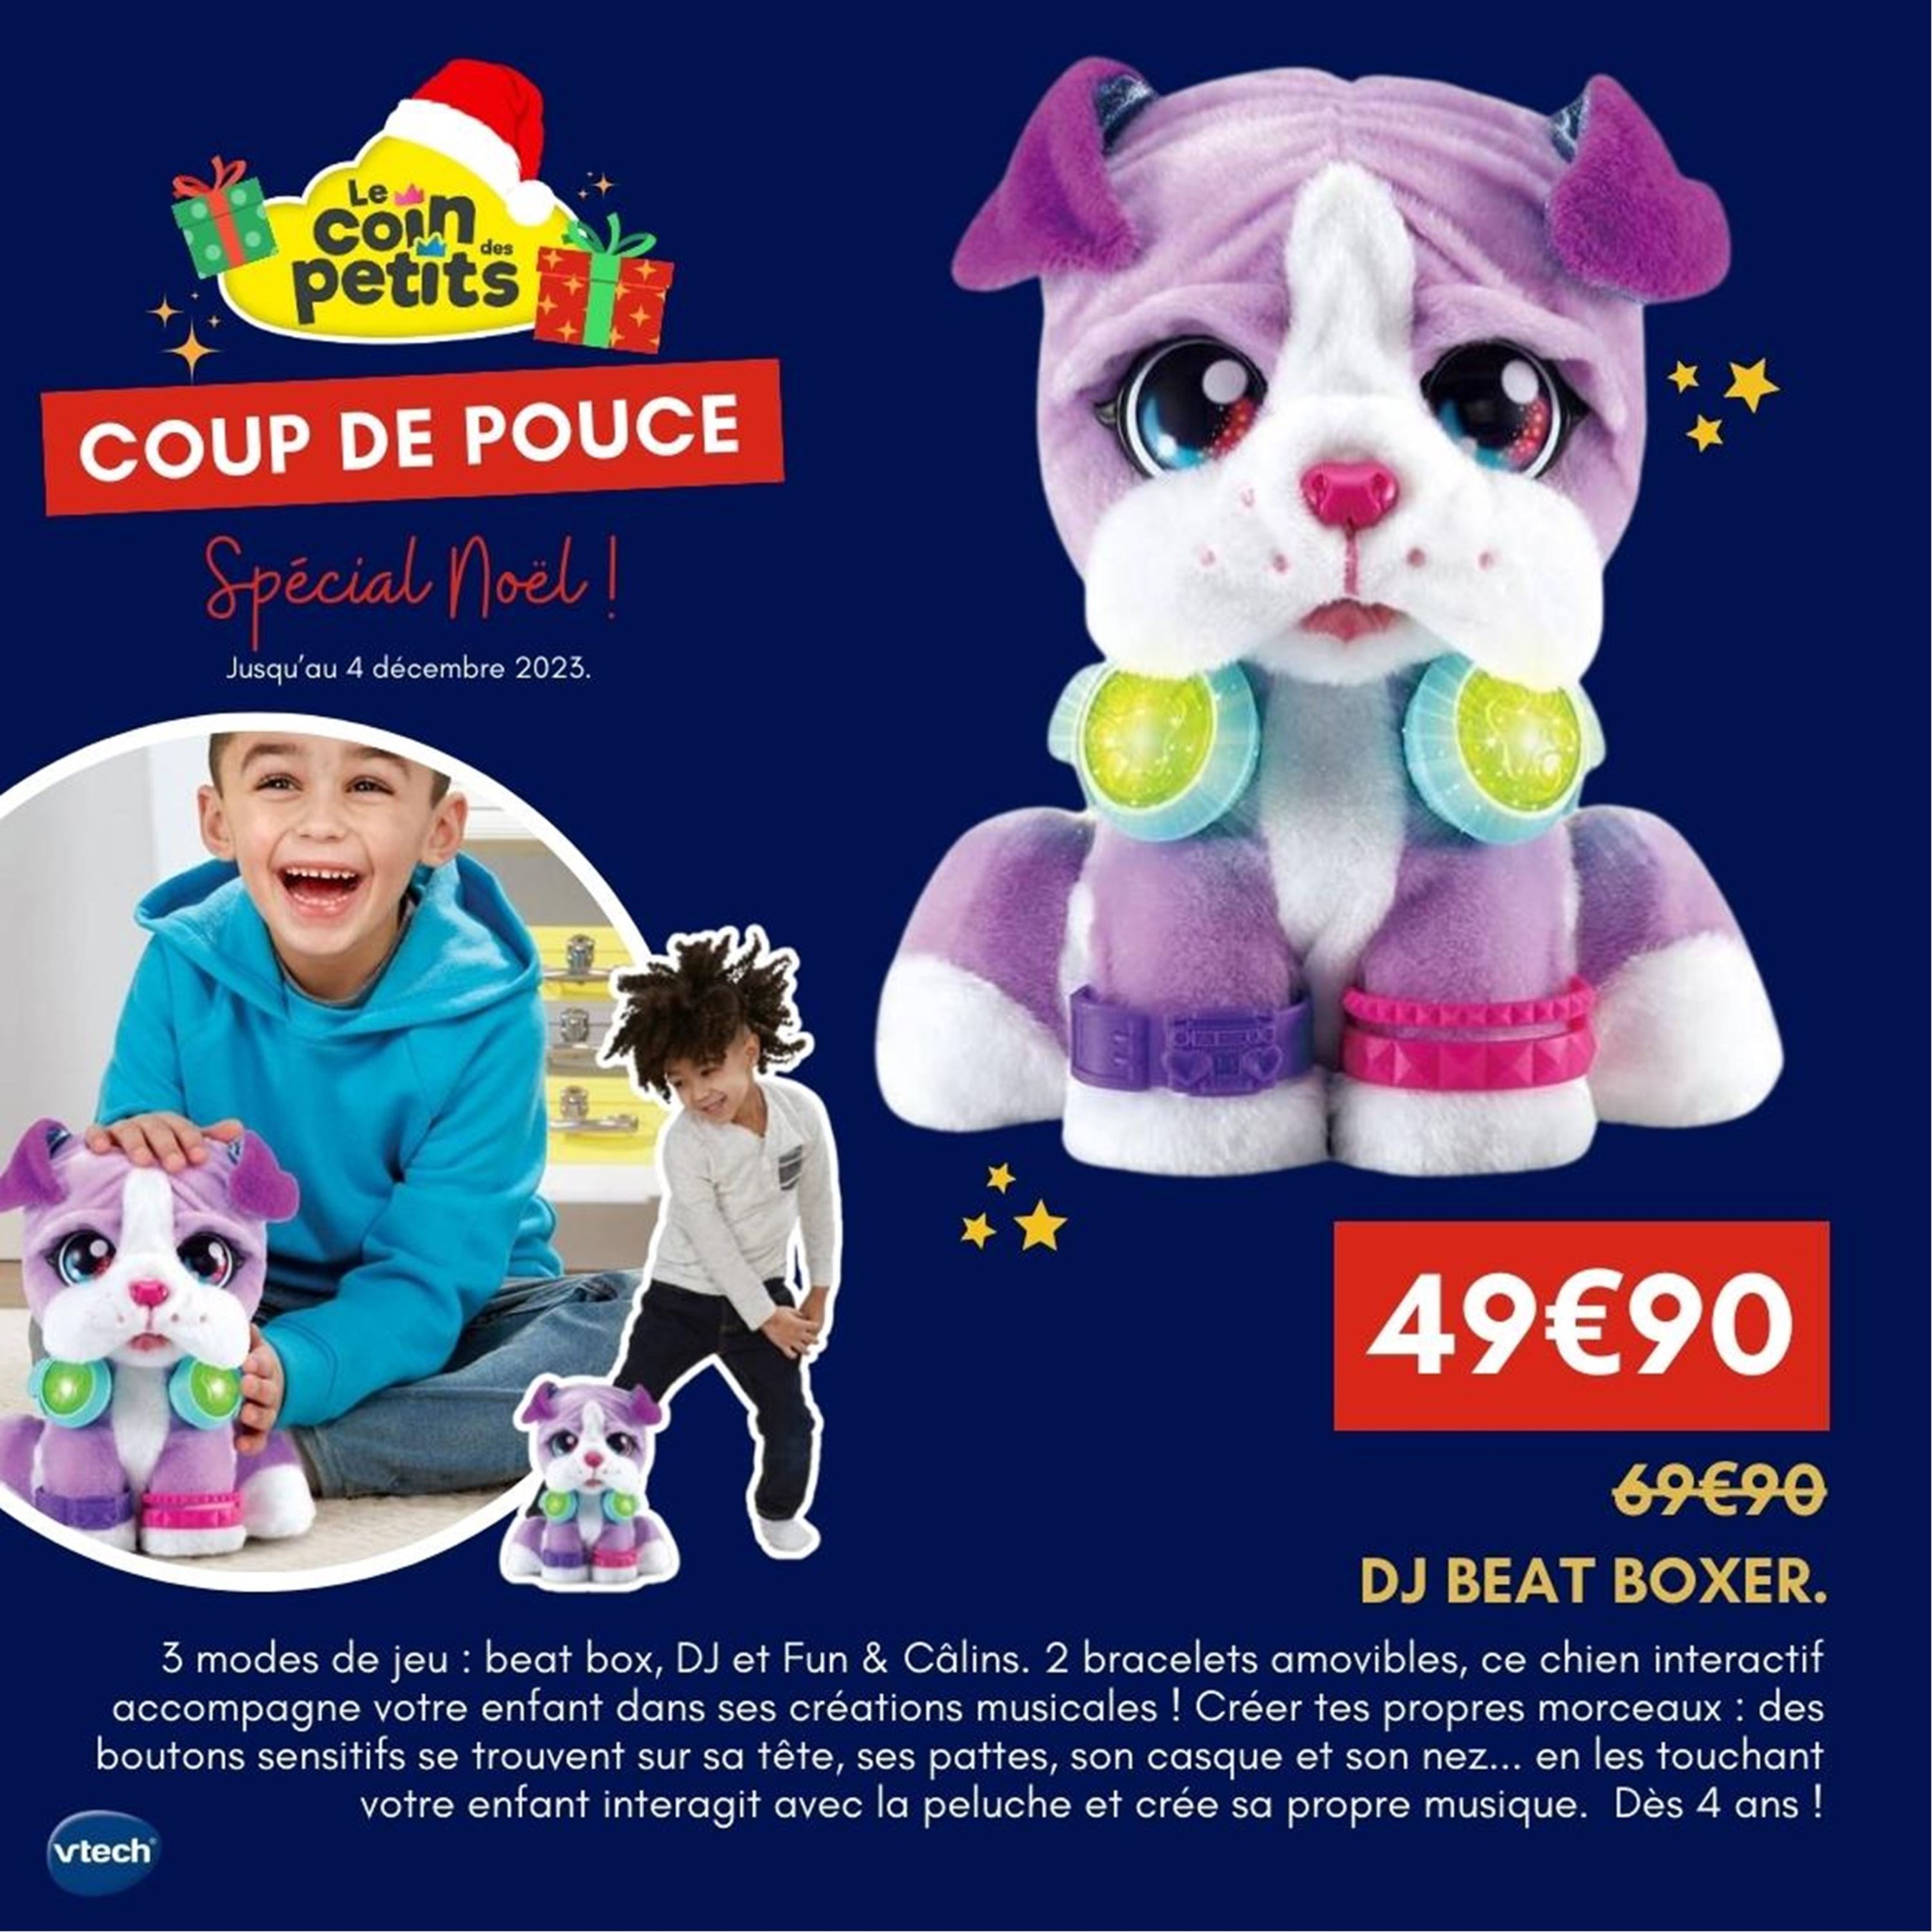 Le
coin
des
petits
COUP DE POUCE
Spécial Noël !
Jusqu'au 4 décembre 2023.
49€90
69€90
DJ BEAT BOXER.
3 modes de jeu : beat box, DJ et Fun & Câlins. 2 bracelets amovibles, ce chien interactif
accompagne votre enfant dans ses créations musicales ! Créer tes propres morceaux : des
boutons sensitifs se trouvent sur sa tête, ses pattes, son casque et son nez... en les touchant
votre enfant interagit avec la peluche et crée sa propre musique. Dès 4 ans !
vtech